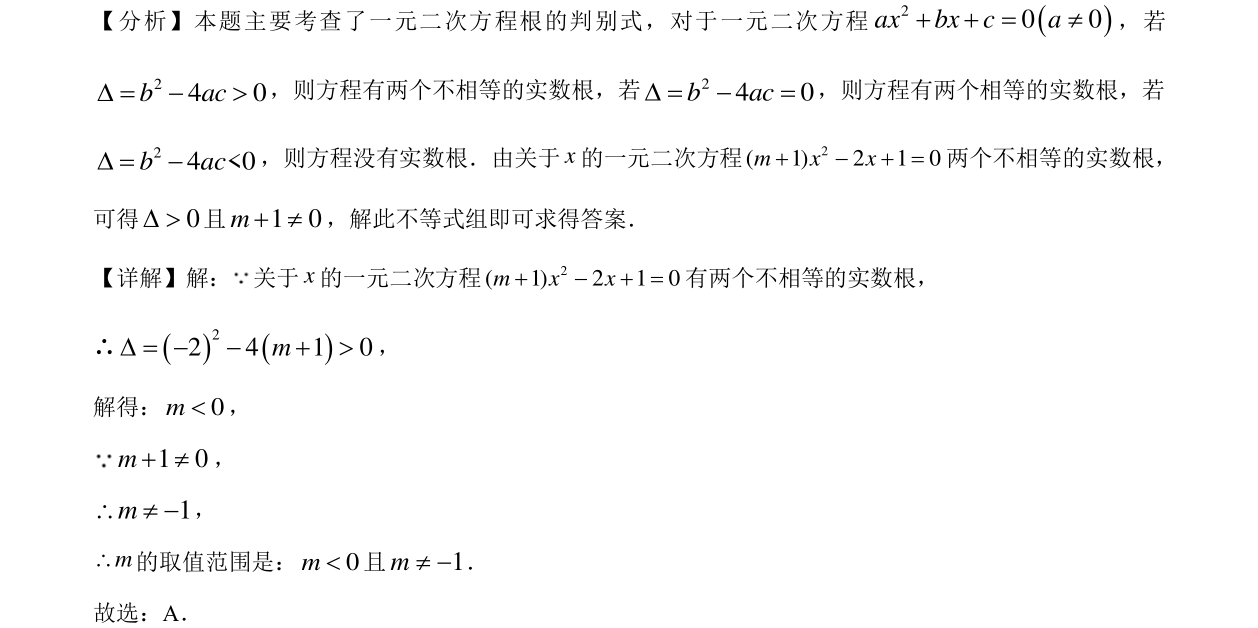 【分析】本题主要考查了一元二次方程根的判别式，对于一元二次方程 ax² + bx + c = 0(a ≠ 0)，若
Δ = b² − 4ac > 0，则方程有两个不相等的实数根，若 Δ = b² − 4ac = 0，则方程有两个相等的实数根，若
Δ = b² − 4ac<0，则方程没有实数根．由关于 x 的一元二次方程 (m+1)x² − 2x + 1 = 0 两个不相等的实数根，
可得 Δ > 0 且 m + 1 ≠ 0，解此不等式组即可求得答案．
【详解】解：∵关于 x 的一元二次方程 (m+1)x² − 2x + 1 = 0 有两个不相等的实数根，
∴ Δ = (−2)² − 4(m+1) > 0，
解得：m < 0，
∵ m + 1 ≠ 0，
∴ m ≠ −1，
∴ m 的取值范围是：m < 0 且 m ≠ −1．
故选：A．